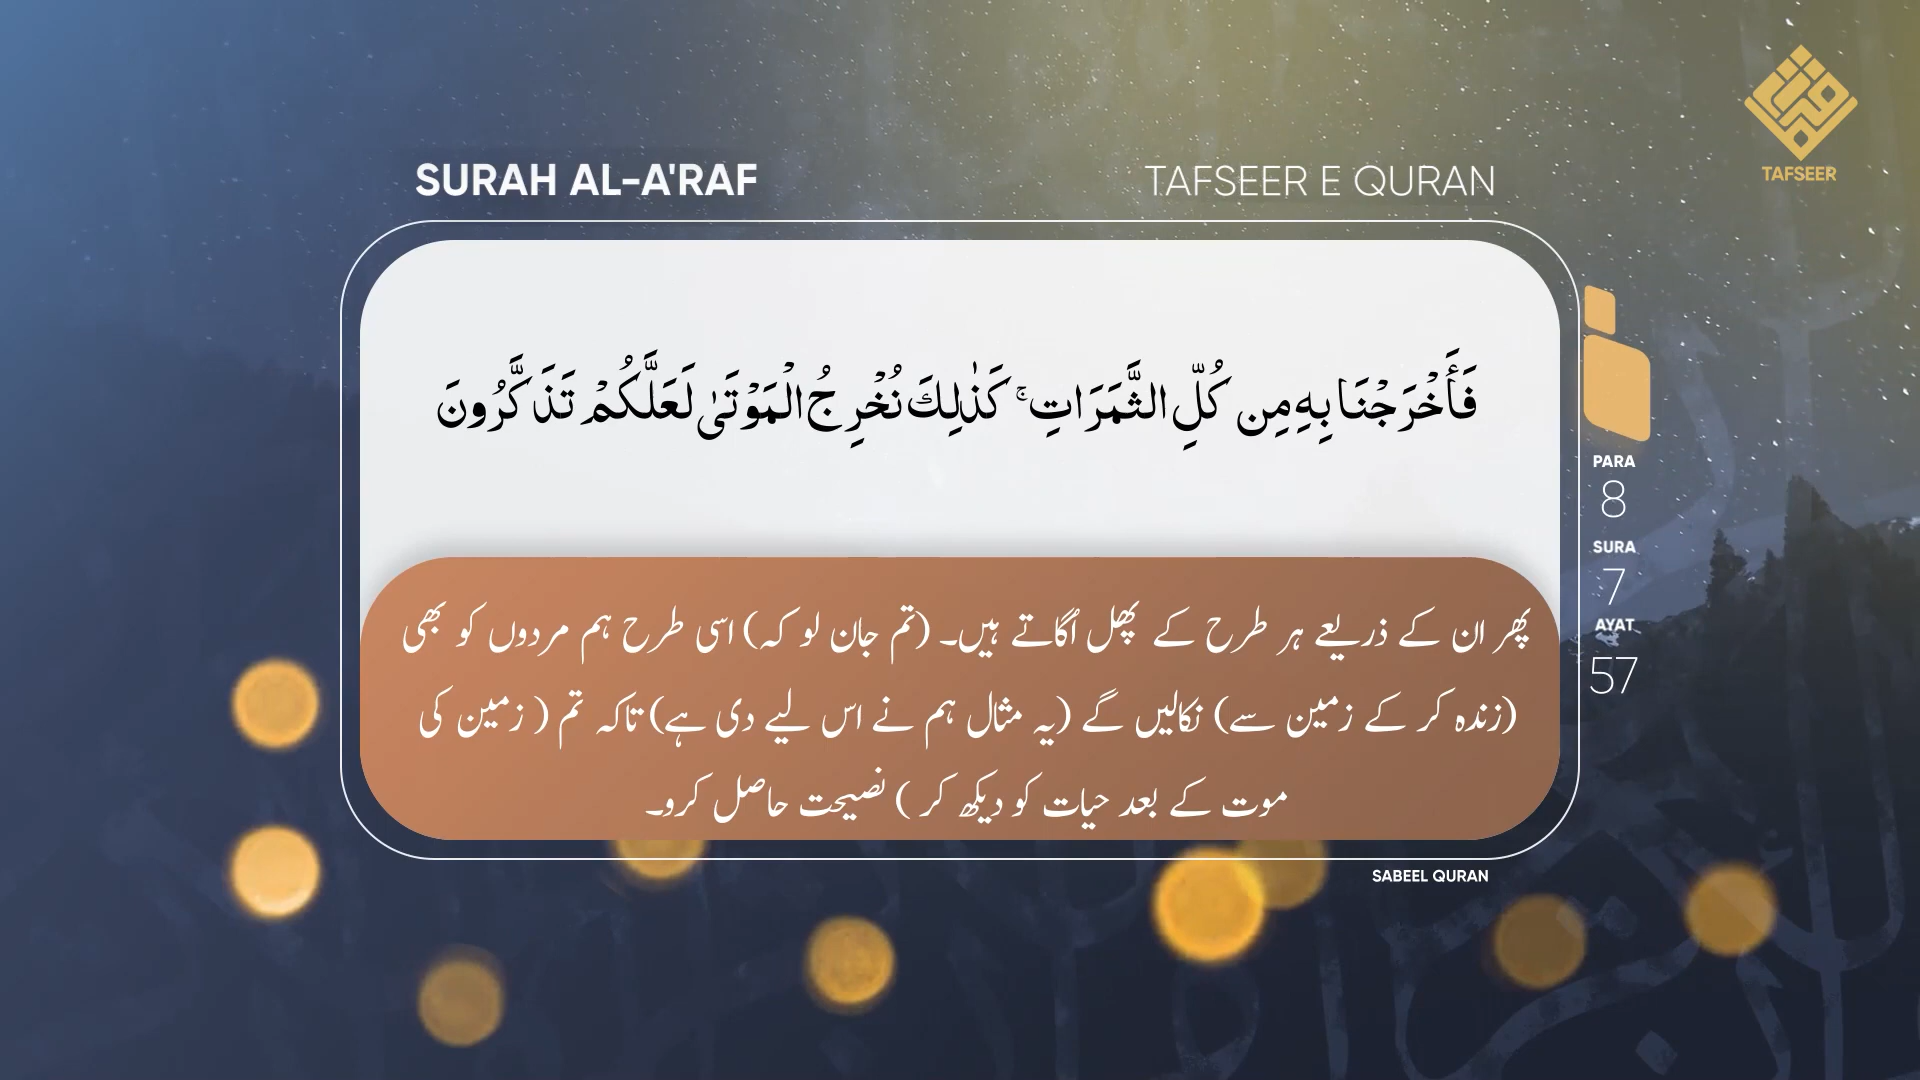 SURAH AL-A'RAF
TAFSEER E QURAN
TAFSEER
فَأَخْرَجْنَا بِهِ مِن كُلِّ الثَّمَرَاتِ ۚ كَذَٰلِكَ نُخْرِجُ الْمَوْتَىٰ لَعَلَّكُمْ تَذَكَّرُونَ
پھر ان کے ذریعے ہر طرح کے پھل اُگاتے ہیں۔ (تم جان لو کہ) اسی طرح ہم مردوں کو بھی
(زندہ کر کے زمین سے) نکالیں گے (یہ مثال ہم نے اس لیے دی ہے) تاکہ تم ( زمین کی
موت کے بعد حیات کو دیکھ کر ) نصیحت حاصل کرو۔
PARA
8
SURA
7
AYAT
57
SABEEL QURAN